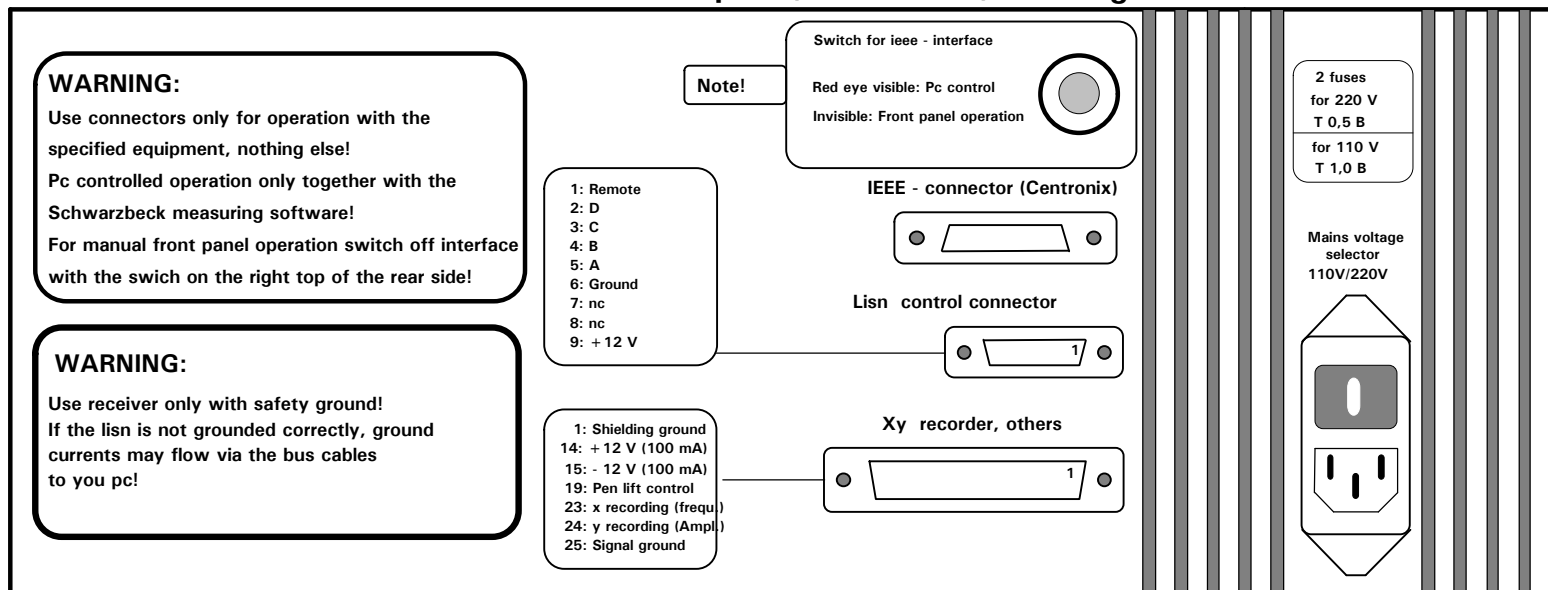 WARNING:
Use connectors only for operation with the
specified equipment, nothing else!
Pc controlled operation only together with the
Schwarzbeck measuring software!
For manual front panel operation switch off interface
with the swich on the right top of the rear side!
WARNING:
Use receiver only with safety ground!
If the lisn is not grounded correctly, ground
currents may flow via the bus cables
to you pc!
Note!
Switch for ieee - interface
Red eye visible: Pc control
Invisible: Front panel operation
1: Remote
2: D
3: C
4: B
5: A
6: Ground
7: nc
8: nc
9: +12 V
IEEE - connector (Centronix)
Lisn control connector
1
1: Shielding ground
14: +12 V (100 mA)
15: - 12 V (100 mA)
19: Pen lift control
23: x recording (frequ.)
24: y recording (Ampl.)
25: Signal ground
Xy recorder, others
1
2 fuses
for 220 V
T 0,5 B
for 110 V
T 1,0 B
Mains voltage
selector
110V/220V